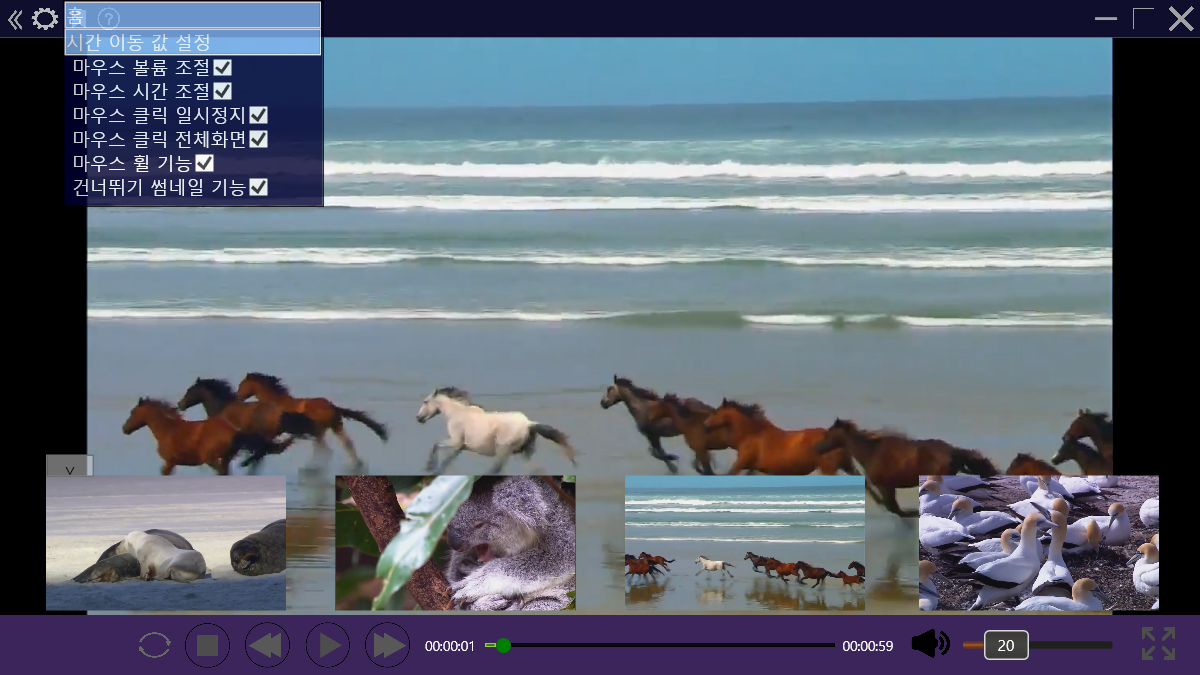 홈
시간 이동 값 설정
마우스 볼륨 조절
마우스 시간 조절
마우스 클릭 일시정지
마우스 클릭 전체화면
마우스 휠 기능
건너뛰기 썸네일 기능
00:00:01
00:00:59
20